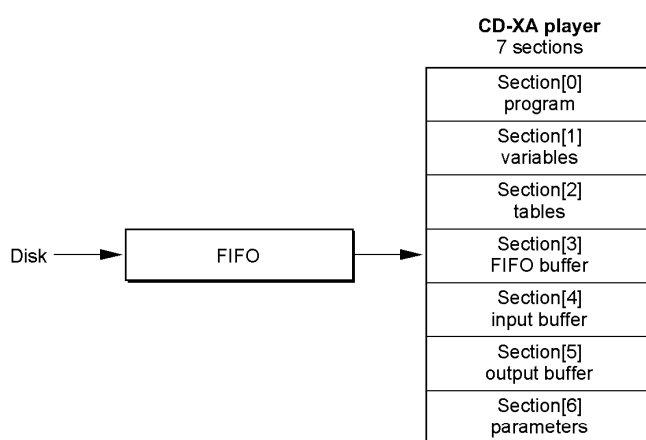 CD-XA player
7 sections
Section[0]
program
Section[1]
variables
Section[2]
tables
Disk
FIFO
Section[3]
FIFO buffer
Section[4]
input buffer
Section[5]
output buffer
Section[6]
parameters